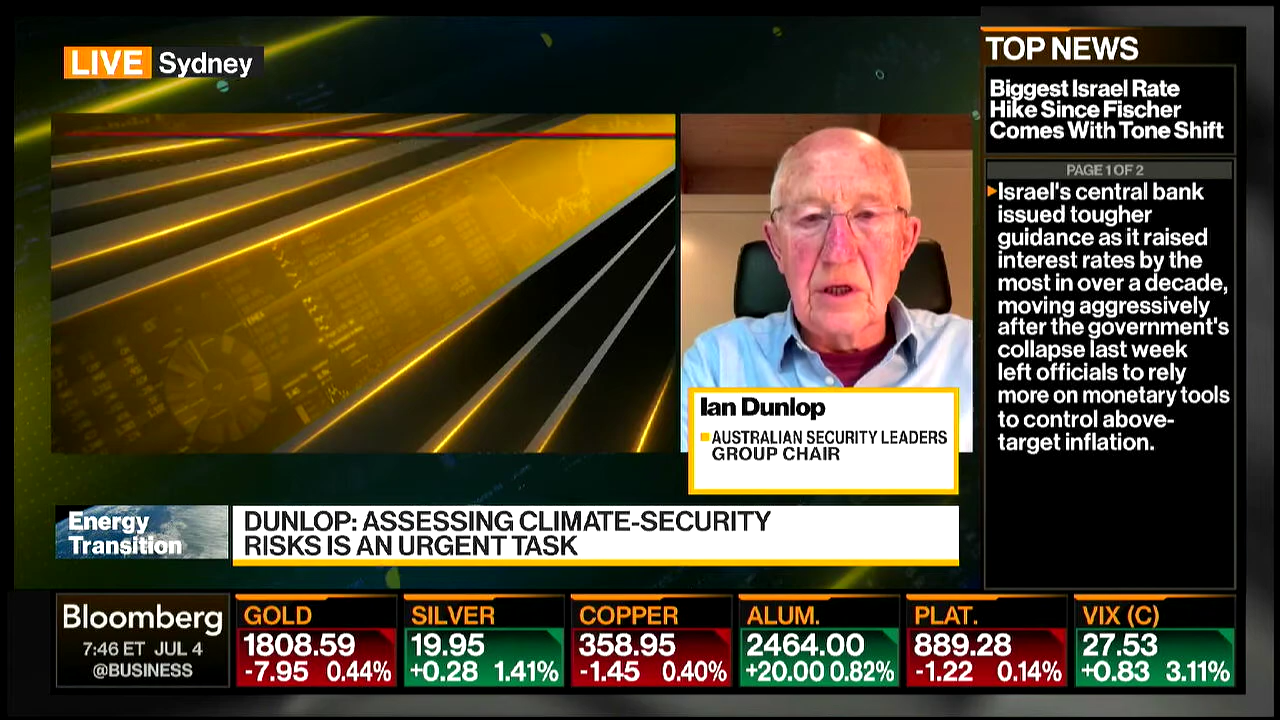 LIVE Sydney
TOP NEWS
Biggest Israel Rate
Hike Since Fischer
Comes With Tone Shift
PAGE 1 OF 2
Israel's central bank
issued tougher
guidance as it raised
interest rates by the
most in over a decade,
moving aggressively
after the government's
collapse last week
left officials to rely
more on monetary tools
to control above-
target inflation.
Ian Dunlop
AUSTRALIAN SECURITY LEADERS
GROUP CHAIR
Energy
Transition
DUNLOP: ASSESSING CLIMATE-SECURITY
RISKS IS AN URGENT TASK
Bloomberg
7:46 ET JUL 4
@BUSINESS
GOLD
1808.59
-7.95 0.44%
SILVER
19.95
+0.28 1.41%
COPPER
358.95
-1.45 0.40%
ALUM.
2464.00
+20.00 0.82%
PLAT.
889.28
-1.22 0.14%
VIX (C)
27.53
+0.83 3.11%